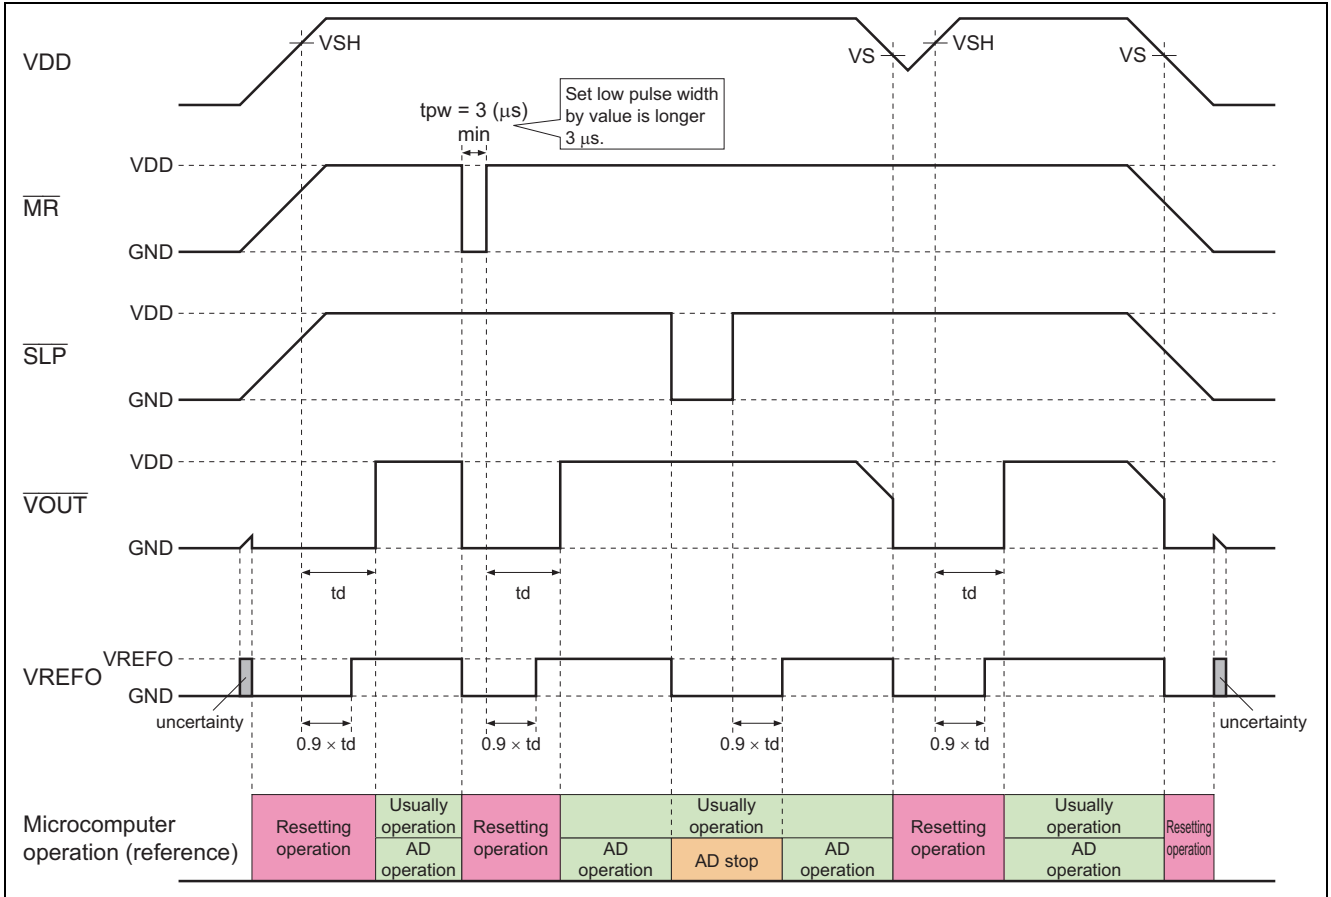 VDD
VSH
VS
VSH
VS
tpw = 3 (μs)
min
Set low pulse width
by value is longer
3 μs.
VDD
MR
GND
VDD
SLP
GND
VDD
VOUT
GND
td
td
td
VREFO
VREFO
GND
uncertainty
uncertainty
0.9 × td
0.9 × td
0.9 × td
0.9 × td
Microcomputer
operation (reference)
Resetting
operation
Usually
operation
AD
operation
Resetting
operation
Usually
operation
AD
operation
AD stop
AD
operation
Resetting
operation
Usually
operation
AD
operation
Resetting
operation